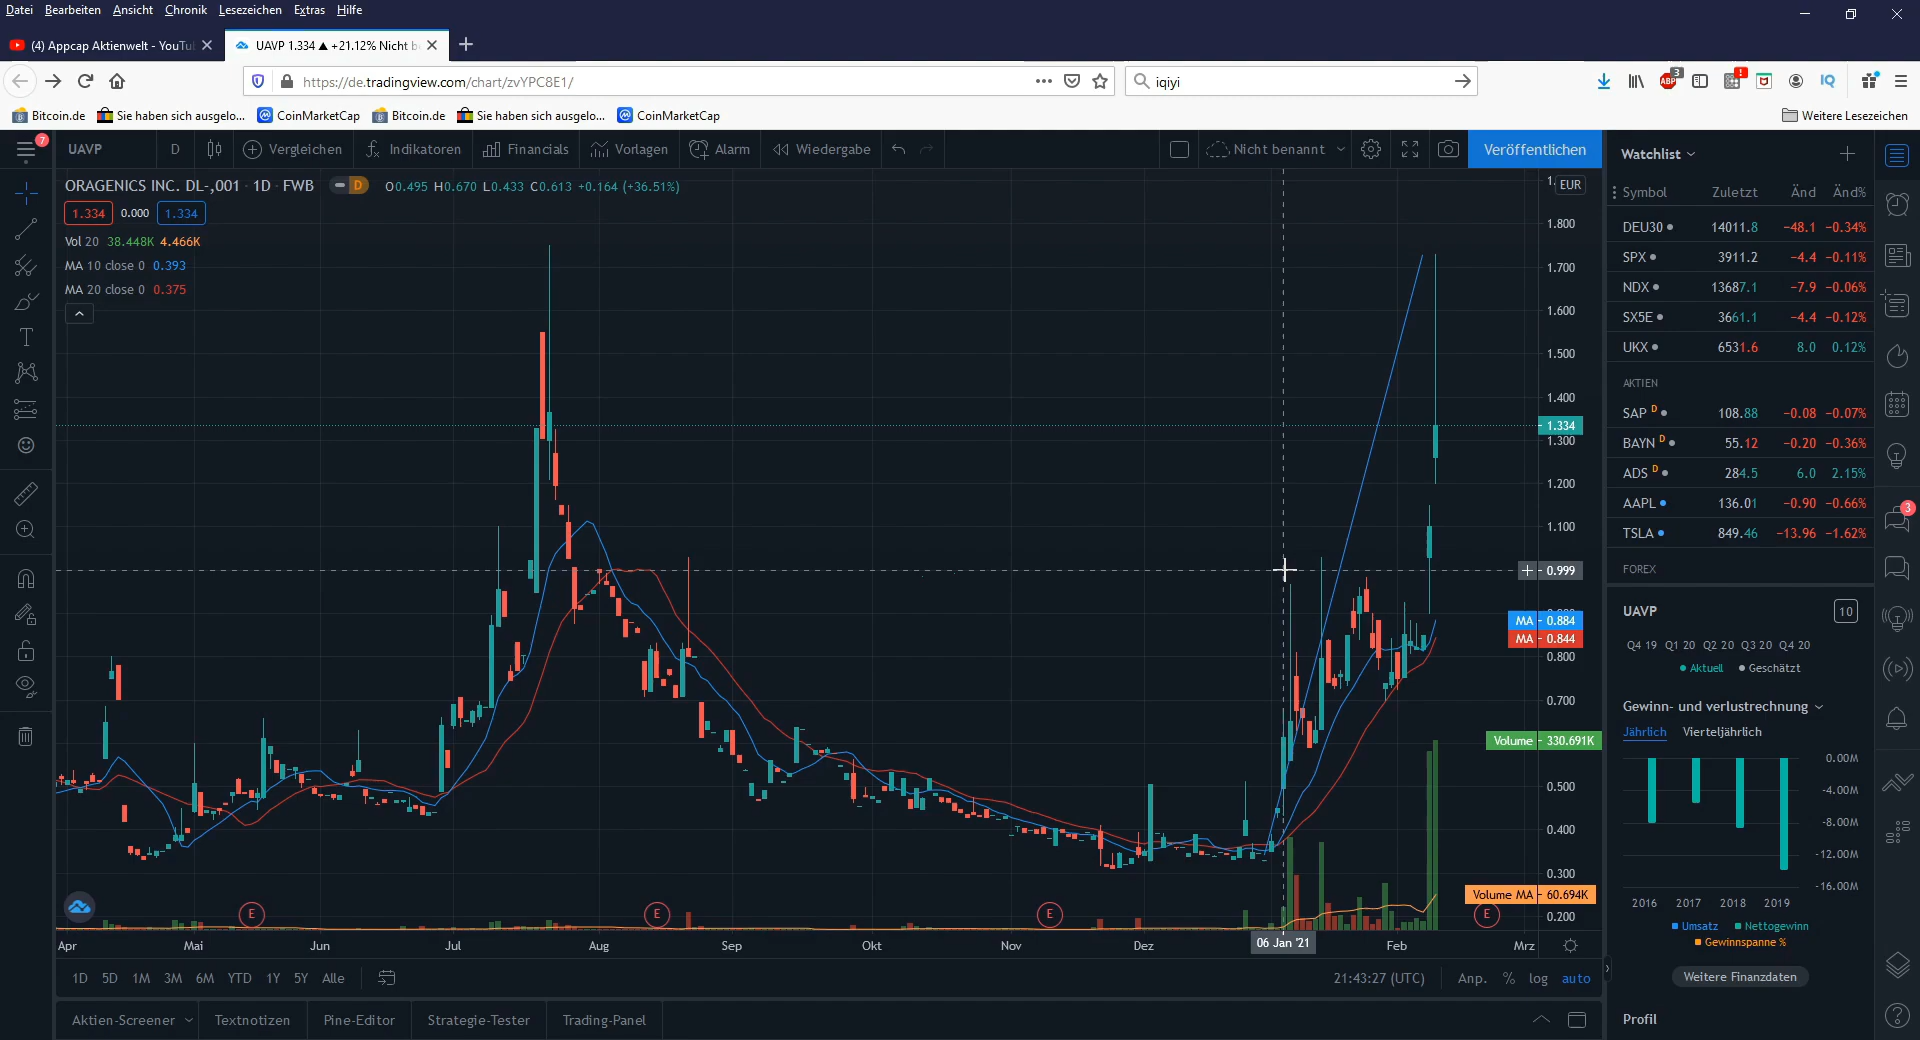 Datei Bearbeiten Ansicht Chronik Lesezeichen Extras Hilfe
(4) Appcap Aktienwelt - YouTu
UAVP 1.334 ▲ +21.12% Nicht b
https://de.tradingview.com/chart/zvYPC8E1/
iqiyi
ABP 3 ! IQ
Bitcoin.de Sie haben sich ausgelo... CoinMarketCap Bitcoin.de Sie haben sich ausgelo... CoinMarketCap Weitere Lesezeichen
7 UAVP D Vergleichen Indikatoren Financials Vorlagen Alarm Wiedergabe Nicht benannt Veröffentlichen
ORAGENICS INC. DL-,001 · 1D · FWB D O0.495 H0.670 L0.433 C0.613 +0.164 (+36.51%)
1.334 0.000 1.334
Vol 20 38.448K 4.466K
MA 10 close 0 0.393
MA 20 close 0 0.375
EUR
1.800
1.700
1.600
1.500
1.400
1.334
1.300
1.200
1.100
0.999
MA 0.884
MA 0.844
0.800
0.700
Volume 330.691K
0.500
0.400
0.300
Volume MA 60.694K
0.200
E E E E
Apr Mai Jun Jul Aug Sep Okt Nov Dez 06 Jan '21 Feb Mrz
1D 5D 1M 3M 6M YTD 1Y 5Y Alle 21:43:27 (UTC) Anp. % log auto
Aktien-Screener Textnotizen Pine-Editor Strategie-Tester Trading-Panel
Watchlist
Symbol Zuletzt Änd Änd%
DEU30 14011.8 −48.1 −0.34%
SPX 3911.2 −4.4 −0.11%
NDX 13687.1 −7.9 −0.06%
SX5E 3661.1 −4.4 −0.12%
UKX 6531.6 8.0 0.12%
AKTIEN
SAP D 108.88 −0.08 −0.07%
BAYN D 55.12 −0.20 −0.36%
ADS D 284.5 6.0 2.15%
AAPL 136.01 −0.90 −0.66%
TSLA 849.46 −13.96 −1.62%
FOREX
UAVP 10
Q4 19 Q1 20 Q2 20 Q3 20 Q4 20
Aktuell Geschätzt
Gewinn- und verlustrechnung
Jährlich Vierteljährlich
0.00M
−4.00M
−8.00M
−12.00M
−16.00M
2016 2017 2018 2019
Umsatz Nettogewinn
Gewinnspanne %
Weitere Finanzdaten
Profil
3